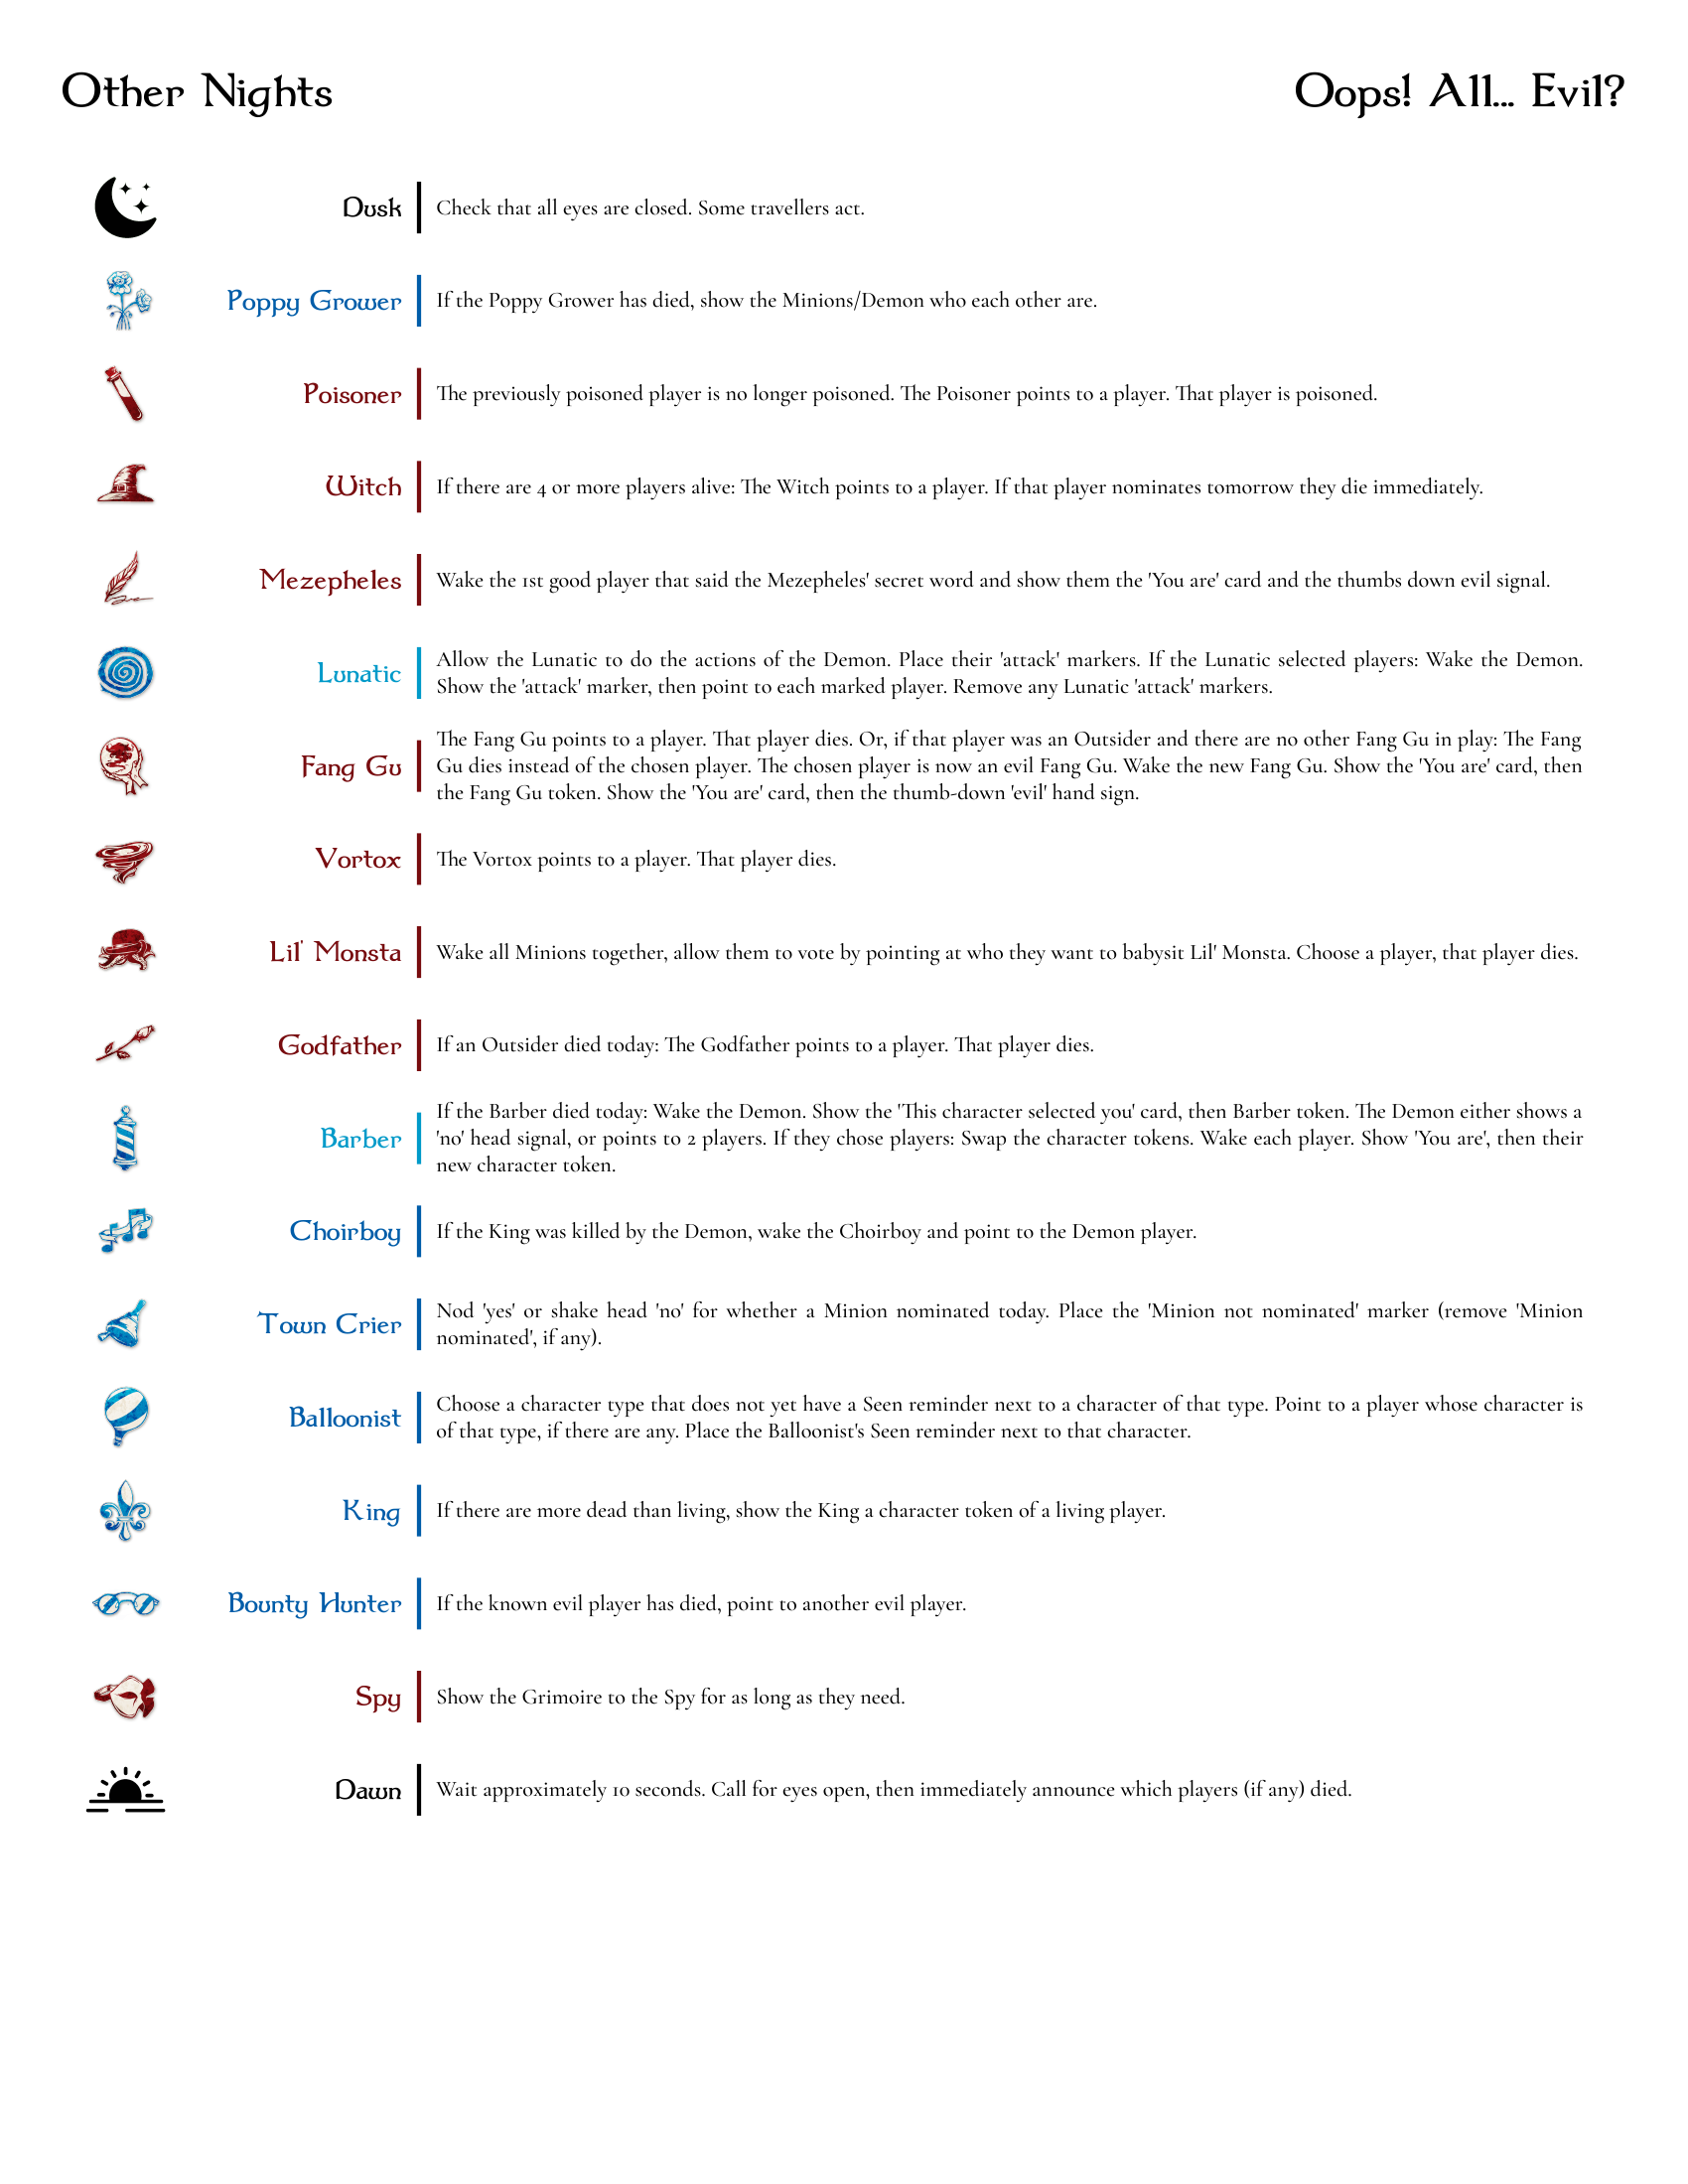 Other Nights
Oops! All... Evil?
Dusk
Check that all eyes are closed. Some travellers act.
Poppy Grower
If the Poppy Grower has died, show the Minions/Demon who each other are.
Poisoner
The previously poisoned player is no longer poisoned. The Poisoner points to a player. That player is poisoned.
Witch
If there are 4 or more players alive: The Witch points to a player. If that player nominates tomorrow they die immediately.
Mezepheles
Wake the 1st good player that said the Mezepheles' secret word and show them the 'You are' card and the thumbs down evil signal.
Lunatic
Allow the Lunatic to do the actions of the Demon. Place their 'attack' markers. If the Lunatic selected players: Wake the Demon.
Show the 'attack' marker, then point to each marked player. Remove any Lunatic 'attack' markers.
Fang Gu
The Fang Gu points to a player. That player dies. Or, if that player was an Outsider and there are no other Fang Gu in play: The Fang
Gu dies instead of the chosen player. The chosen player is now an evil Fang Gu. Wake the new Fang Gu. Show the 'You are' card, then
the Fang Gu token. Show the 'You are' card, then the thumb-down 'evil' hand sign.
Vortox
The Vortox points to a player. That player dies.
Lil' Monsta
Wake all Minions together, allow them to vote by pointing at who they want to babysit Lil' Monsta. Choose a player, that player dies.
Godfather
If an Outsider died today: The Godfather points to a player. That player dies.
Barber
If the Barber died today: Wake the Demon. Show the 'This character selected you' card, then Barber token. The Demon either shows a
'no' head signal, or points to 2 players. If they chose players: Swap the character tokens. Wake each player. Show 'You are', then their
new character token.
Choirboy
If the King was killed by the Demon, wake the Choirboy and point to the Demon player.
Town Crier
Nod 'yes' or shake head 'no' for whether a Minion nominated today. Place the 'Minion not nominated' marker (remove 'Minion
nominated', if any).
Balloonist
Choose a character type that does not yet have a Seen reminder next to a character of that type. Point to a player whose character is
of that type, if there are any. Place the Balloonist's Seen reminder next to that character.
King
If there are more dead than living, show the King a character token of a living player.
Bounty Hunter
If the known evil player has died, point to another evil player.
Spy
Show the Grimoire to the Spy for as long as they need.
Dawn
Wait approximately 10 seconds. Call for eyes open, then immediately announce which players (if any) died.